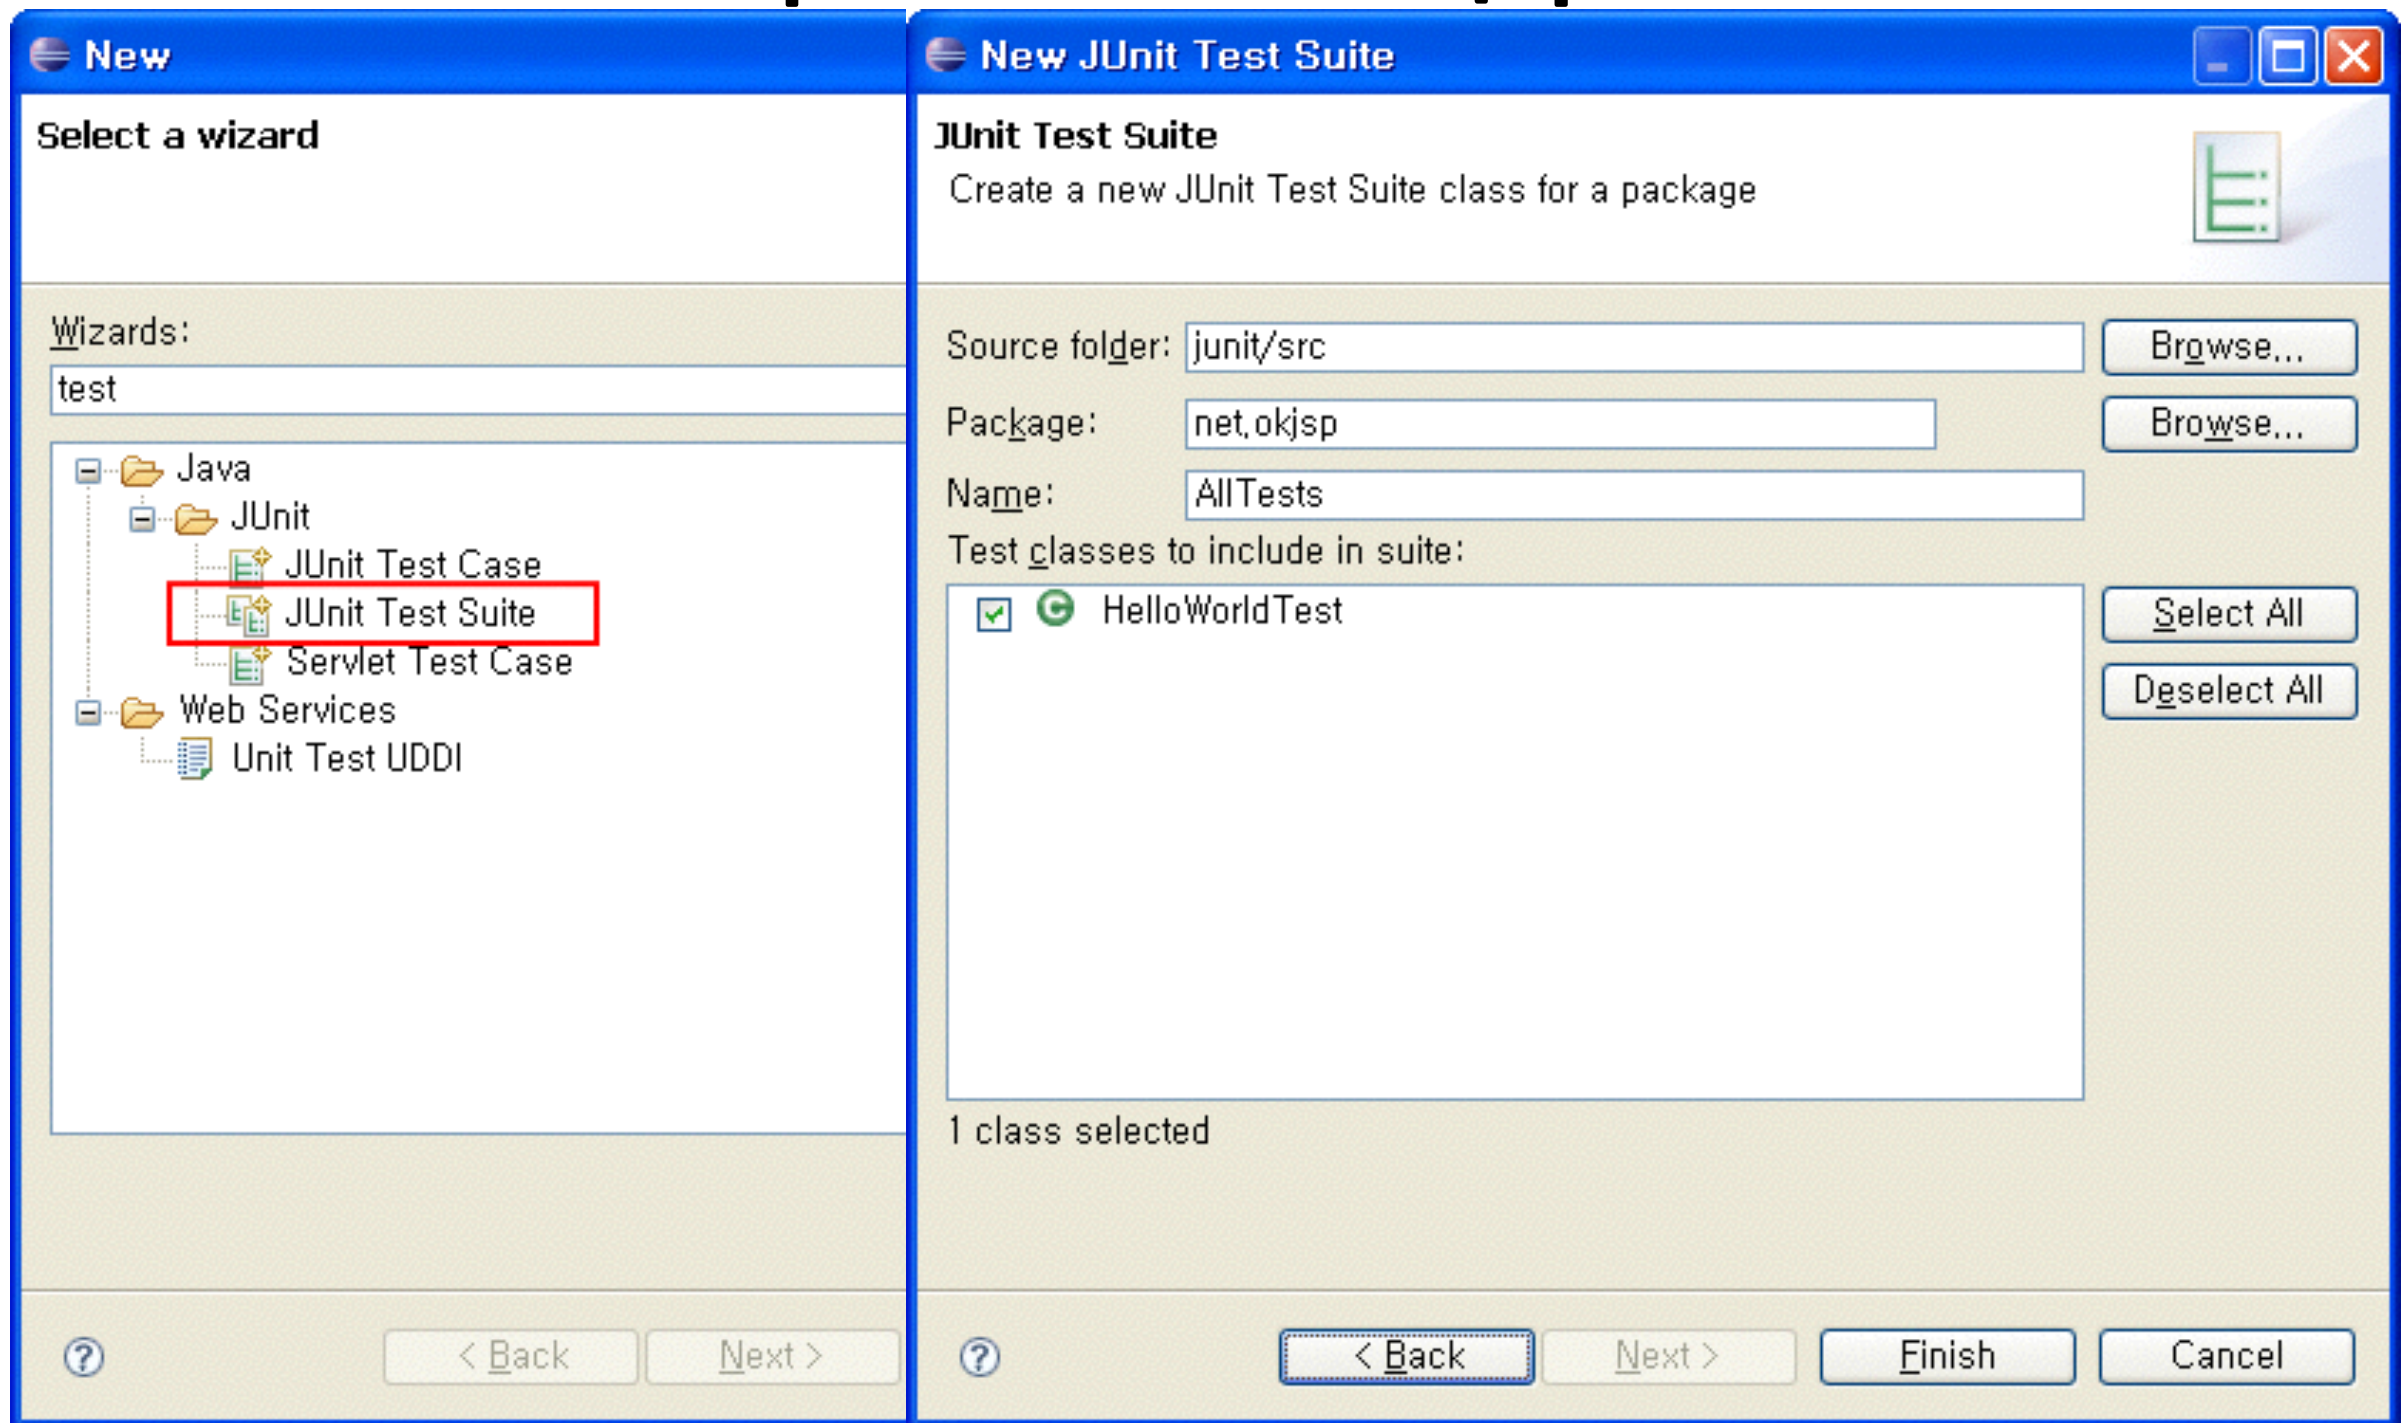 New
Select a wizard
Wizards:
test
Java
JUnit
JUnit Test Case
JUnit Test Suite
Servlet Test Case
Web Services
Unit Test UDDI
< Back
Next >
New JUnit Test Suite
JUnit Test Suite
Create a new JUnit Test Suite class for a package
Source folder: junit/src Browse...
Package: net.okjsp Browse...
Name: AllTests
Test classes to include in suite:
HelloWorldTest
Select All
Deselect All
1 class selected
< Back
Next >
Finish
Cancel